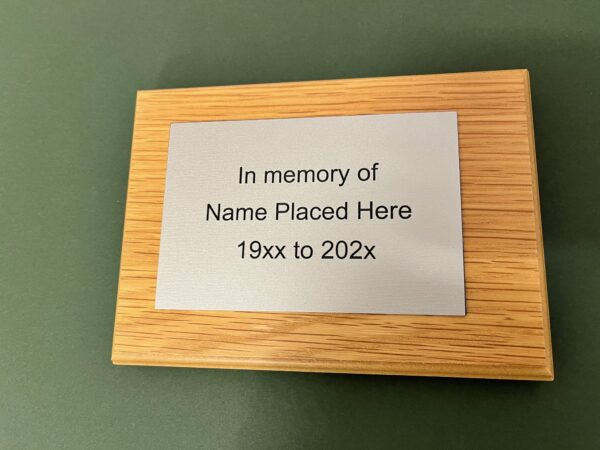 In memory of
Name Placed Here
19xx to 202x